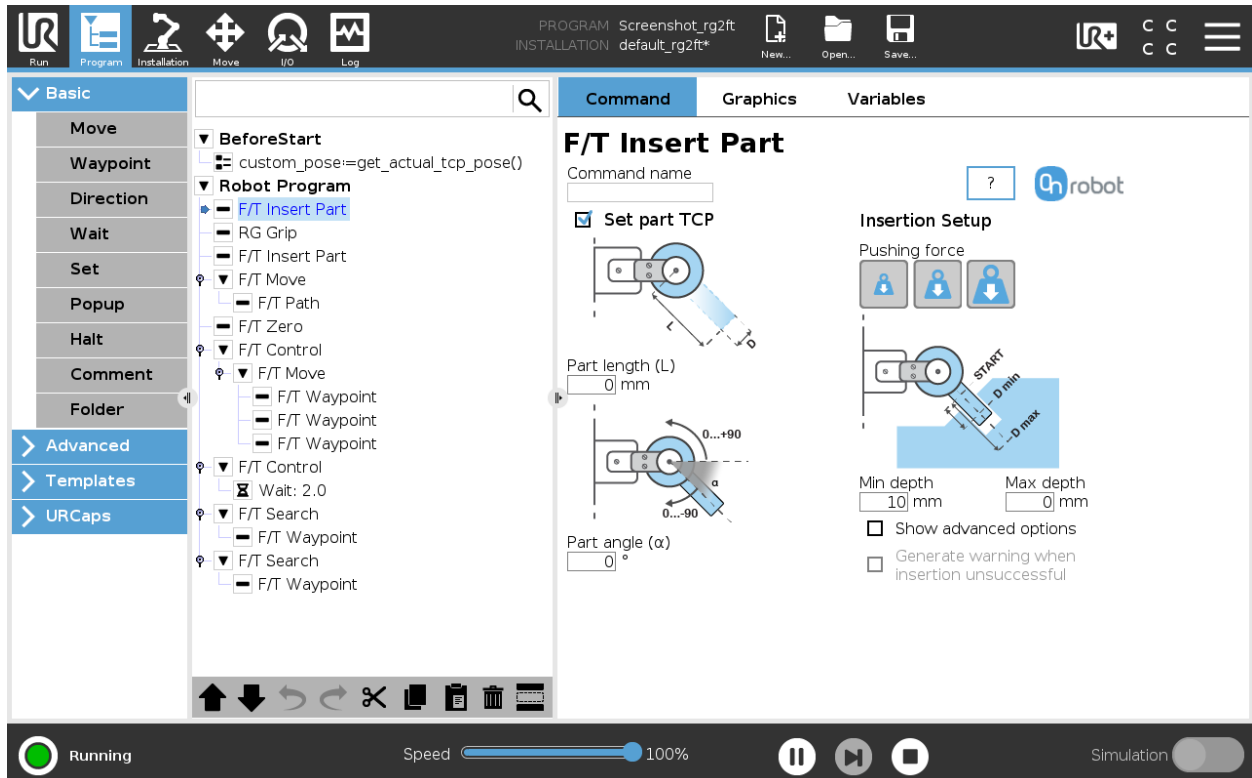 PROGRAM Screenshot_rg2ft
INSTALLATION default_rg2ft*
Run
Program
Installation
Move
I/O
Log
New...
Open...
Save...
UR+
C C
C C
Basic
Move
Waypoint
Direction
Wait
Set
Popup
Halt
Comment
Folder
Advanced
Templates
URCaps
BeforeStart
custom_pose:=get_actual_tcp_pose()
Robot Program
F/T Insert Part
RG Grip
F/T Insert Part
F/T Move
F/T Path
F/T Zero
F/T Control
F/T Move
F/T Waypoint
F/T Waypoint
F/T Waypoint
F/T Control
Wait: 2.0
F/T Search
F/T Waypoint
F/T Search
F/T Waypoint
Command Graphics Variables
F/T Insert Part
Command name
? On robot
Set part TCP
L
D
Part length (L)
0 mm
0...+90
α
0...-90
Part angle (α)
0 °
Insertion Setup
Pushing force
START
D min
F
D max
Min depth Max depth
10 mm 0 mm
Show advanced options
Generate warning when
insertion unsuccessful
Running
Speed 100%
Simulation